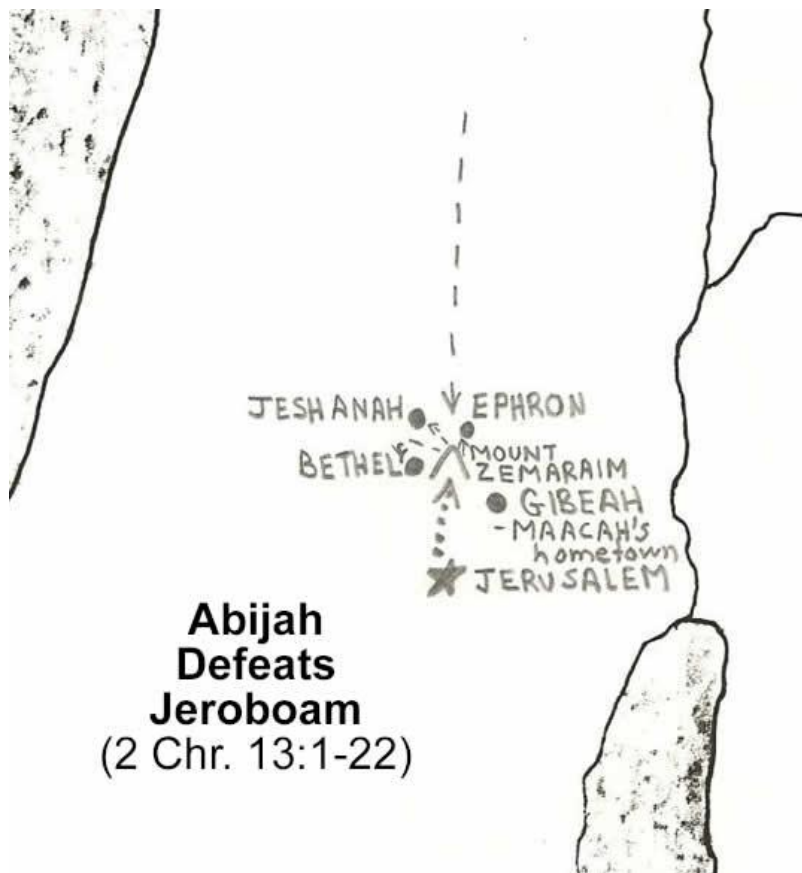 JESHANAH
EPHRON
BETHEL
MOUNT
ZEMARAIM
GIBEAH
-MAACAH'S
hometown
JERUSALEM
Abijah
Defeats
Jeroboam
(2 Chr. 13:1-22)